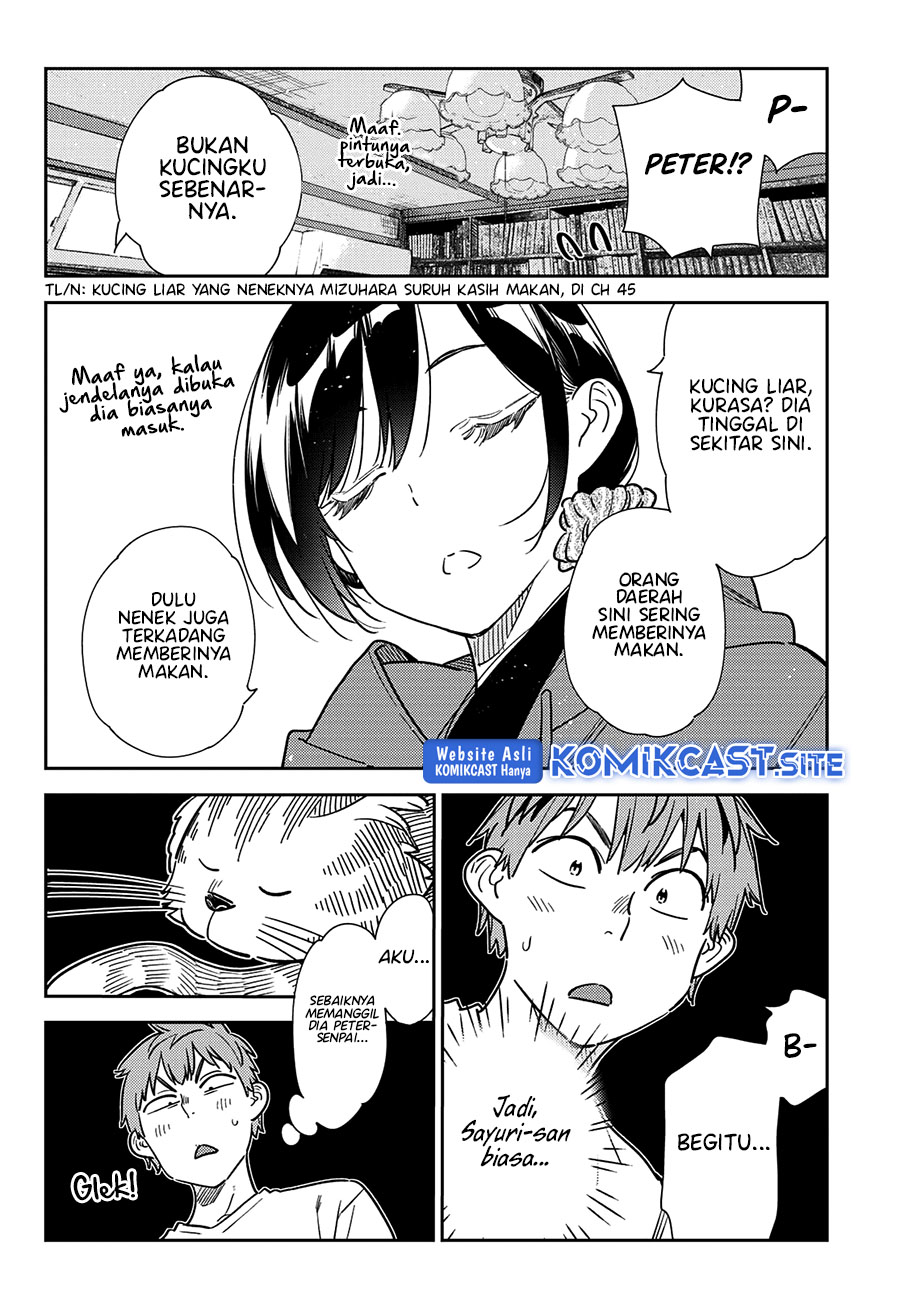 P-
PETER!?
Maaf.
pintunya
terbuka,
jadi...
BUKAN
KUCINGKU
SEBENAR-
NYA.
TL/N: KUCING LIAR YANG NENEKNYA MIZUHARA SURUH KASIH MAKAN, DI CH 45
KUCING LIAR,
KURASA? DIA
TINGGAL DI
SEKITAR SINI.
Maaf ya, kalau
jendelanya dibuka
dia biasanya
masuk.
ORANG
DAERAH
SINI SERING
MEMBERINYA
MAKAN.
DULU
NENEK JUGA
TERKADANG
MEMBERINYA
MAKAN.
Website Asli
KOMIKCAST Hanya
KOMIKCAST.SITE
B-
BEGITU...
Jadi,
Sayuri-san
biasa...
AKU...
SEBAIKNYA
MEMANGGIL
DIA PETER-
SENPAI...
Glek!